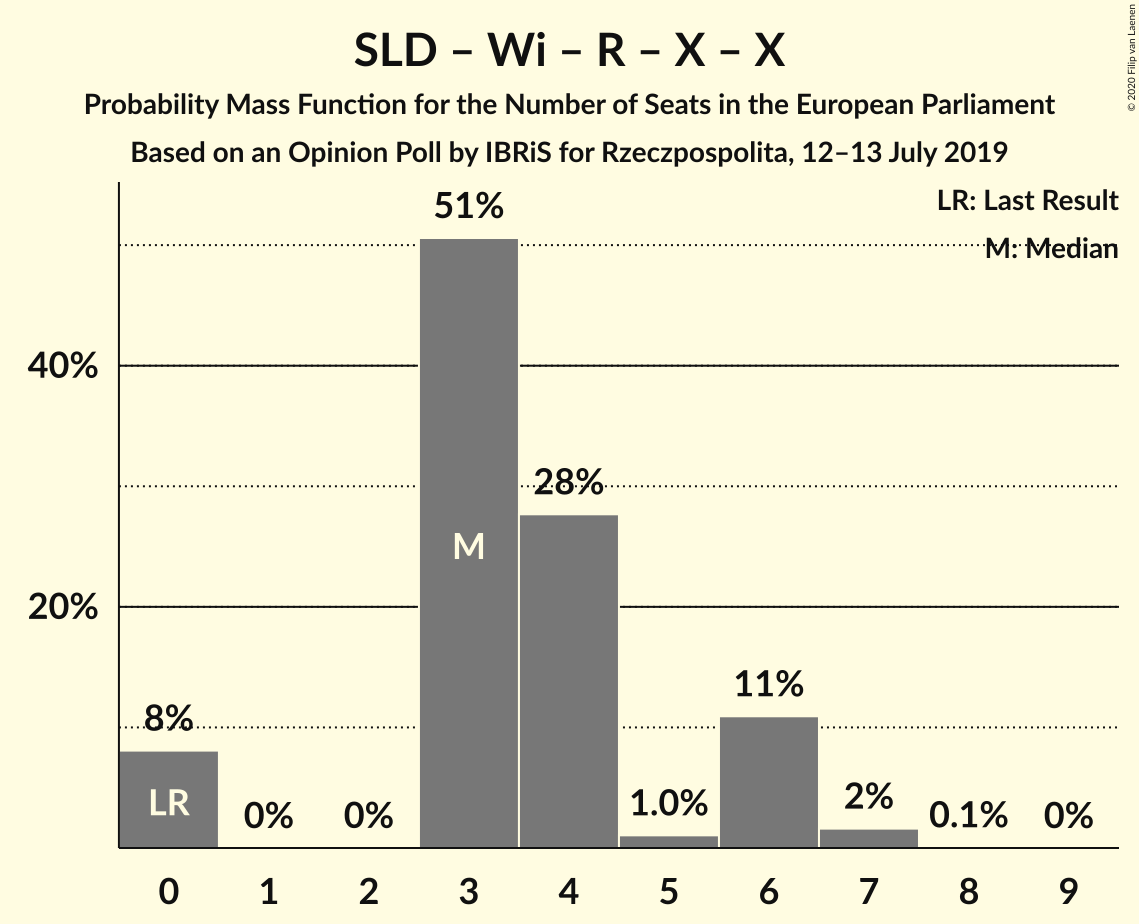 SLD – Wi – R – X – X
Probability Mass Function for the Number of Seats in the European Parliament
Based on an Opinion Poll by IBRiS for Rzeczpospolita, 12–13 July 2019
© 2020 Filip van Laenen
LR: Last Result
M: Median
51%
40%
28%
M
20%
11%
8%
LR
0%
0%
1.0%
2%
0.1%
0%
0 1 2 3 4 5 6 7 8 9